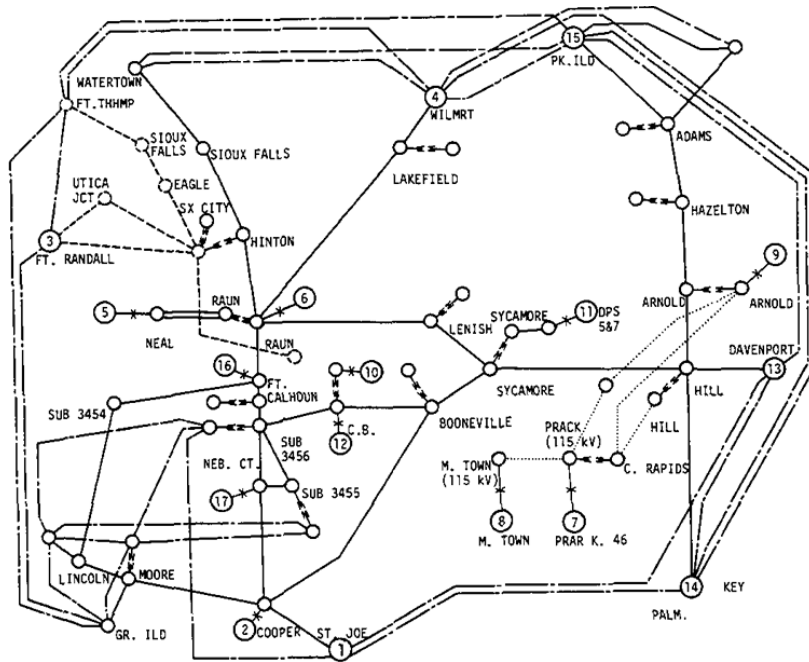 15
PK.ILD
WATERTOWN
4
WILMRT
FT.THHMP
SIOUX
FALLS
SIOUX FALLS
ADAMS
LAKEFIELD
UTICA
JCT
EAGLE
SX CITY
HAZELTON
3
FT. RANDALL
HINTON
9
5
RAUN
6
ARNOLD
ARNOLD
NEAL
LENISH
SYCAMORE
11
DPS
5&7
RAUN
DAVENPORT
16
FT.
CALHOUN
10
SYCAMORE
HILL
13
SUB 3454
C.B.
BOONEVILLE
HILL
SUB
3456
12
PRACK
(115 kV)
NEB. CT.
M. TOWN
(115 kV)
C. RAPIDS
17
SUB 3455
8
7
M. TOWN
PRAR K. 46
LINCOLN
MOORE
14
KEY
PALM.
GR. ILD
2
COOPER
ST. JOE
1